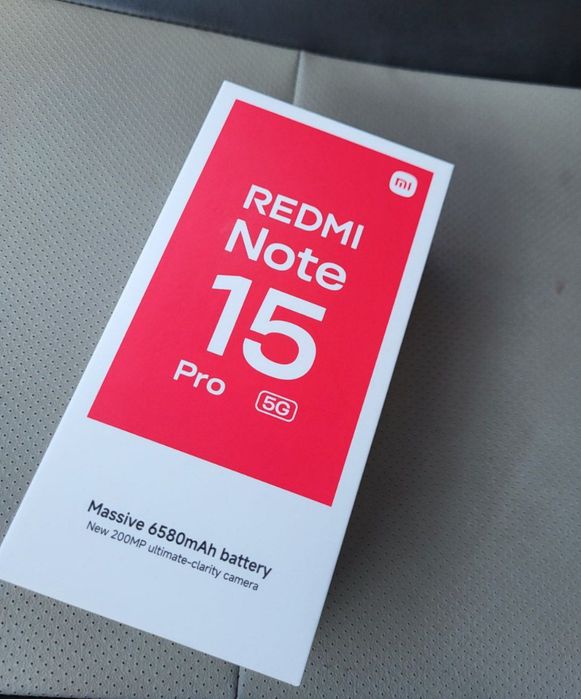 mi
REDMI
Note
15
Pro 5G
Massive 6580mAh battery
New 200MP ultimate-clarity camera